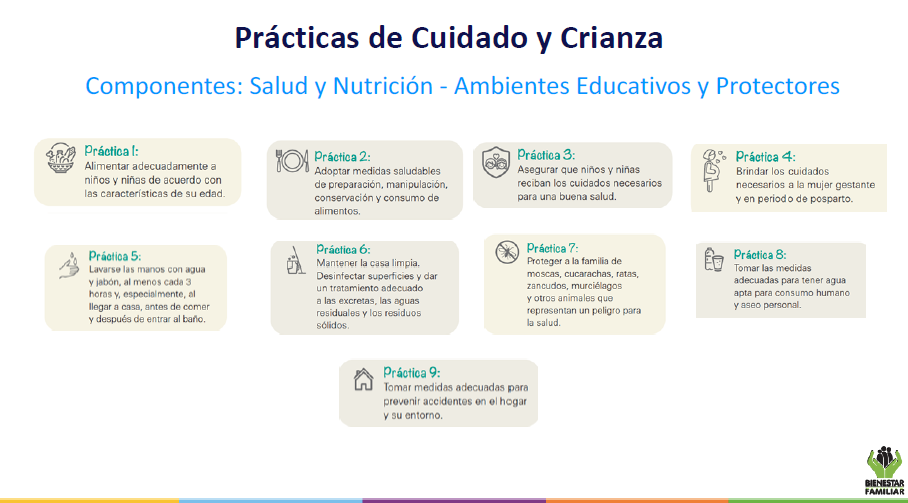 Prácticas de Cuidado y Crianza
Componentes: Salud y Nutrición - Ambientes Educativos y Protectores
Práctica 1:
Alimentar adecuadamente a
niños y niñas de acuerdo con
las características de su edad.
Práctica 2:
Adoptar medidas saludables
de preparación, manipulación,
conservación y consumo de
alimentos.
Práctica 3:
Asegurar que niños y niñas
reciban los cuidados necesarios
para una buena salud.
Práctica 4:
Brindar los cuidados
necesarios a la mujer gestante
y en periodo de posparto.
Práctica 5:
Lavarse las manos con agua
y jabón, al menos cada 3
horas y, especialmente, al
llegar a casa, antes de comer
y después de entrar al baño.
Práctica 6:
Mantener la casa limpia.
Desinfectar superficies y dar
un tratamiento adecuado
a las excretas, las aguas
residuales y los residuos
sólidos.
Práctica 7:
Proteger a la familia de
moscas, cucarachas, ratas,
zancudos, murciélagos
y otros animales que
representan un peligro para
la salud.
Práctica 8:
Tomar las medidas
adecuadas para tener agua
apta para consumo humano
y aseo personal.
Práctica 9:
Tomar medidas adecuadas para
prevenir accidentes en el hogar
y su entorno.
BIENESTAR
FAMILIAR